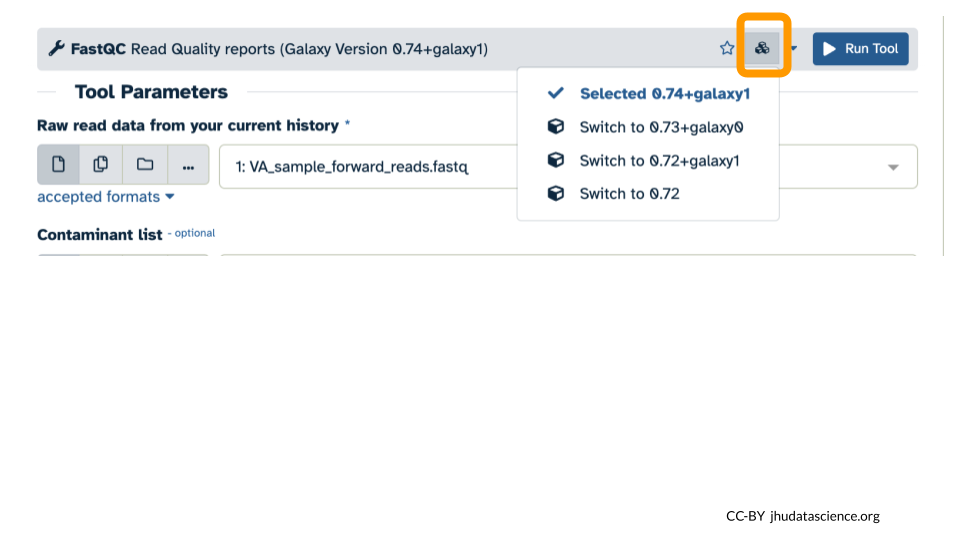 FastQC Read Quality reports (Galaxy Version 0.74+galaxy1)
Run Tool
Tool Parameters
Selected 0.74+galaxy1
Switch to 0.73+galaxy0
Switch to 0.72+galaxy1
Switch to 0.72
Raw read data from your current history *
...
1: VA_sample_forward_reads.fastq
accepted formats
Contaminant list - optional
CC-BY jhudatascience.org